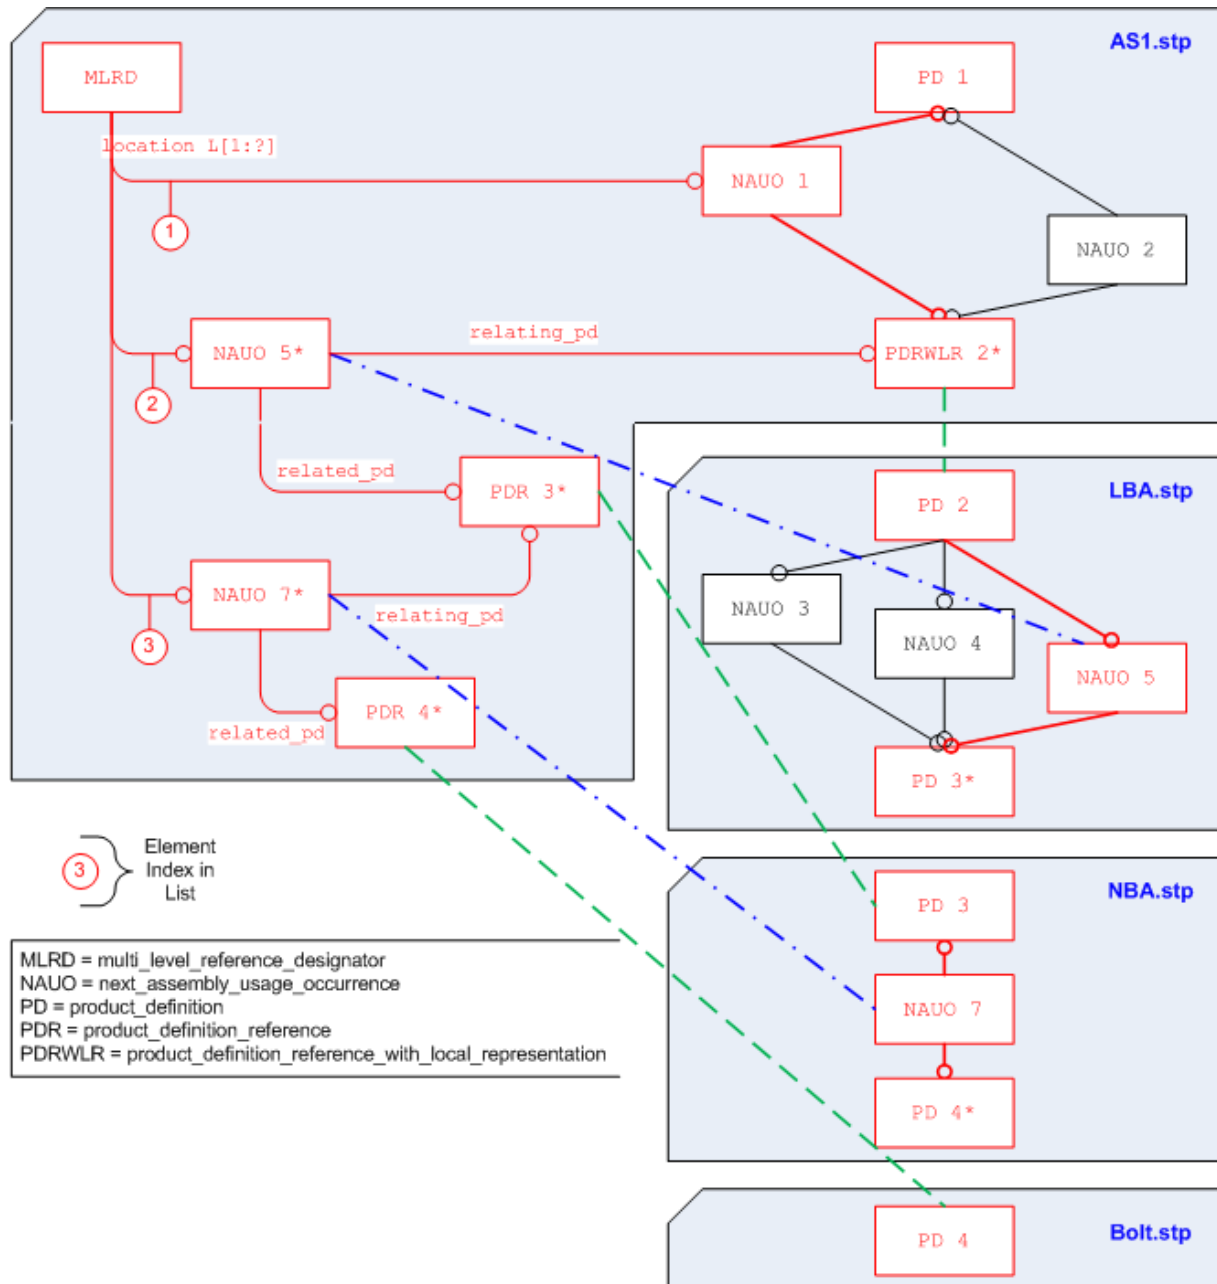 AS1.stp
MLRD
PD 1
location L[1:?]
NAUO 1
1
NAUO 2
relating_pd
NAUO 5*
PDRWLR 2*
2
related_pd
PDR 3*
LBA.stp
PD 2
NAUO 7*
relating_pd
NAUO 3
NAUO 4
3
NAUO 5
PDR 4*
related_pd
PD 3*
3
Element
Index in
List
NBA.stp
PD 3
MLRD = multi_level_reference_designator
NAUO = next_assembly_usage_occurrence
PD = product_definition
PDR = product_definition_reference
PDRWLR = product_definition_reference_with_local_representation
NAUO 7
PD 4*
Bolt.stp
PD 4